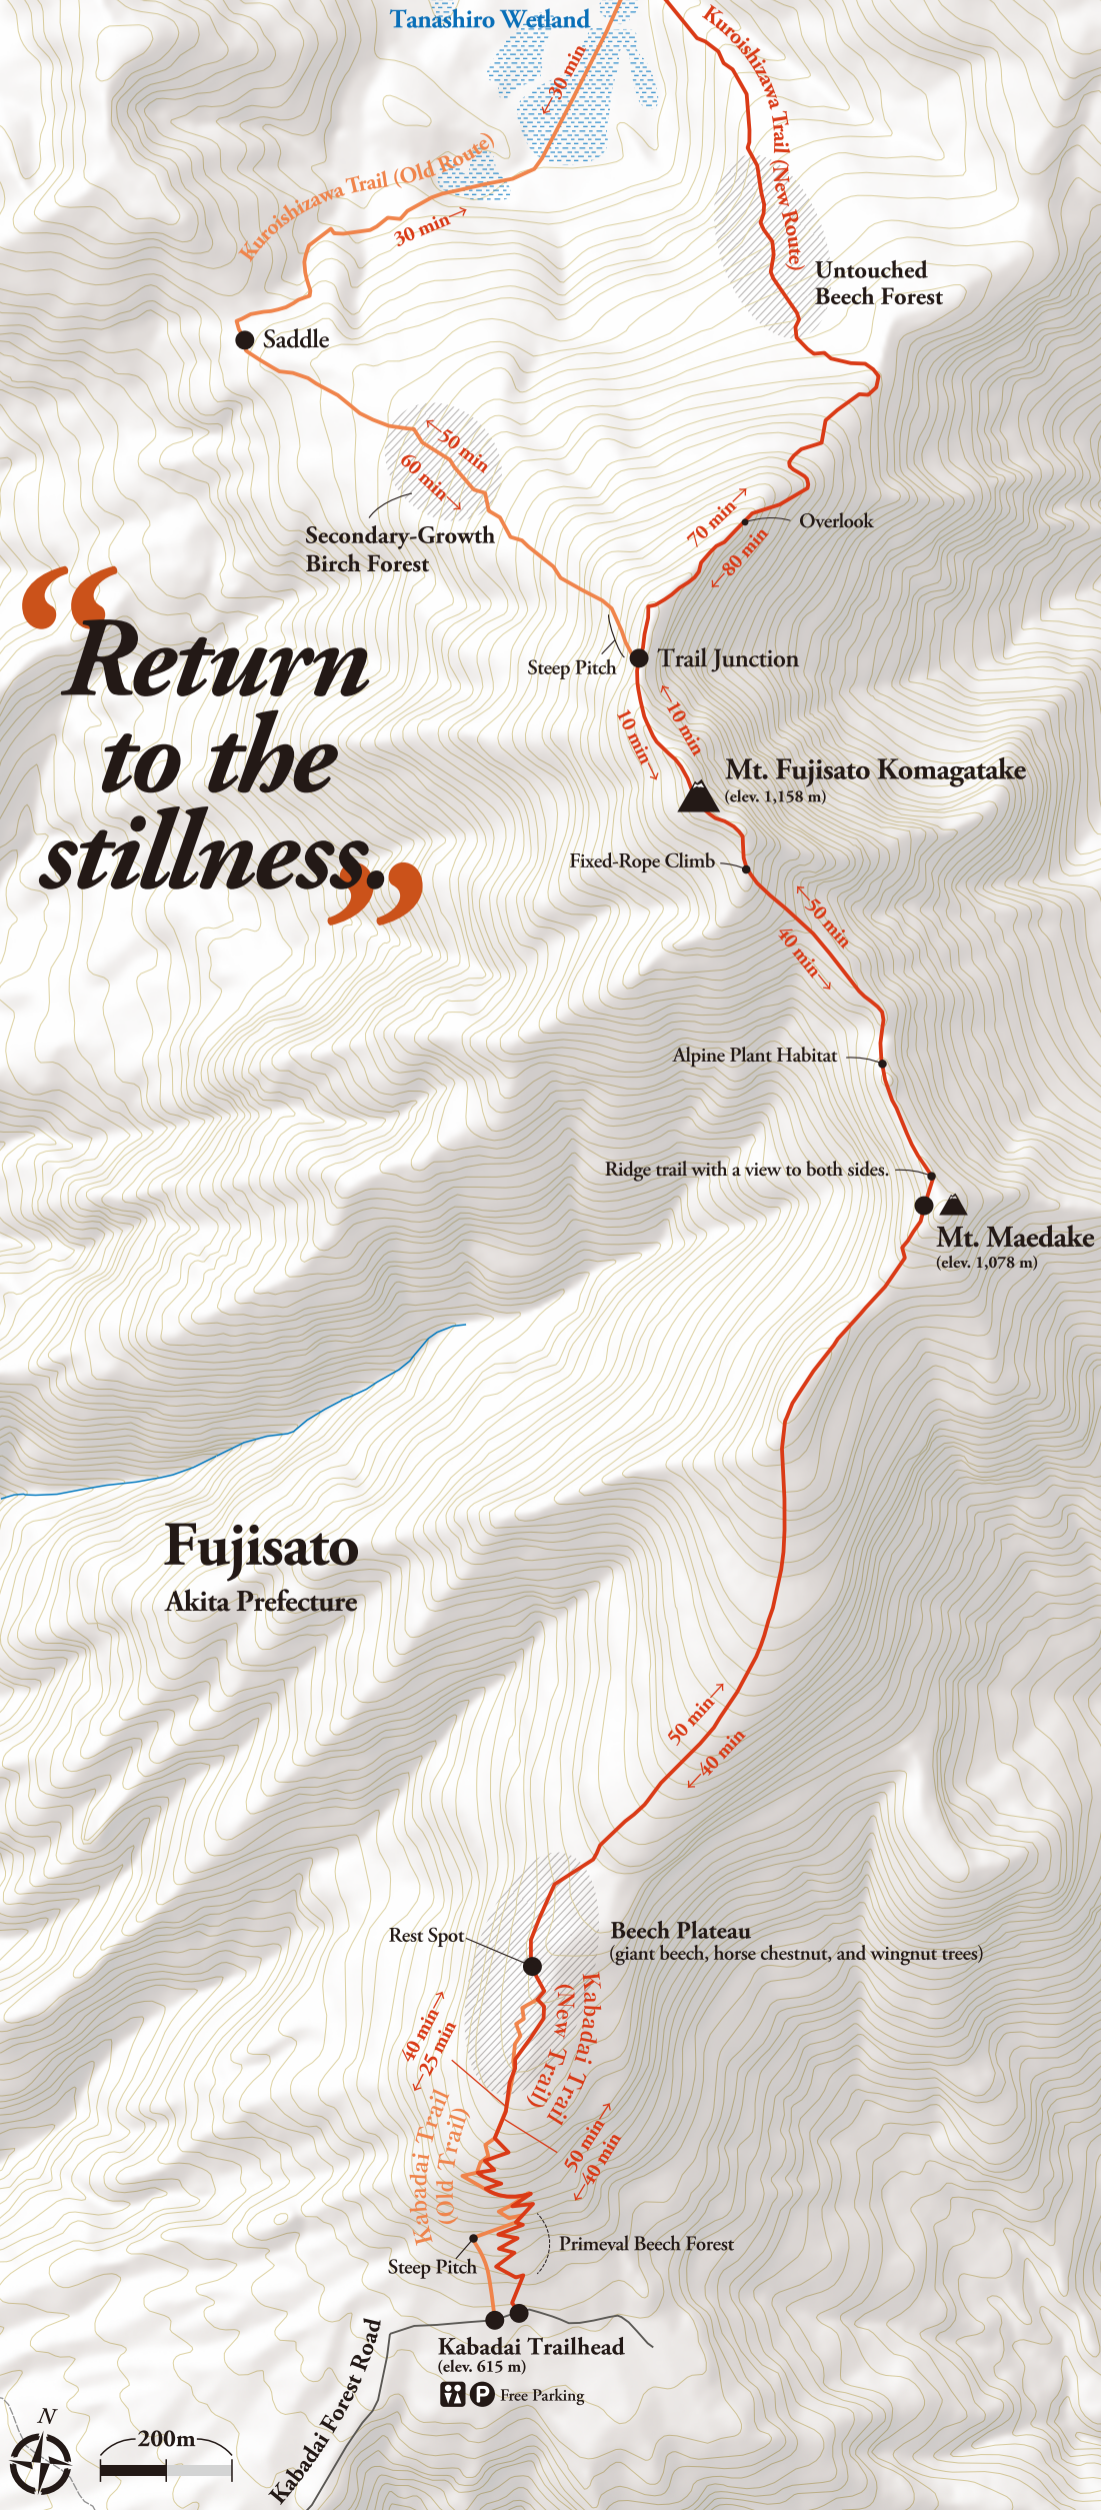 Tanashiro Wetland
←30 min
Kuroishizawa Trail (Old Route)
30 min→
Kuroishizawa Trail (New Route)
Untouched
Beech Forest
Saddle
←50 min
60 min→
Secondary-Growth
Birch Forest
70 min→
←80 min
Overlook
Steep Pitch
Trail Junction
10 min→
←10 min
Mt. Fujisato Komagatake
(elev. 1,158 m)
“Return
to the
stillness.”
Fixed-Rope Climb
←50 min
40 min→
Alpine Plant Habitat
Ridge trail with a view to both sides.
Mt. Maedake
(elev. 1,078 m)
Fujisato
Akita Prefecture
50 min→
←40 min
Rest Spot
Beech Plateau
(giant beech, horse chestnut, and wingnut trees)
Kabadai Trail
(New Trail)
40 min→
←25 min
Kabadai Trail
(Old Trail)
50 min→
←40 min
Primeval Beech Forest
Steep Pitch
Kabadai Trailhead
(elev. 615 m)
P Free Parking
Kabadai Forest Road
N
200m